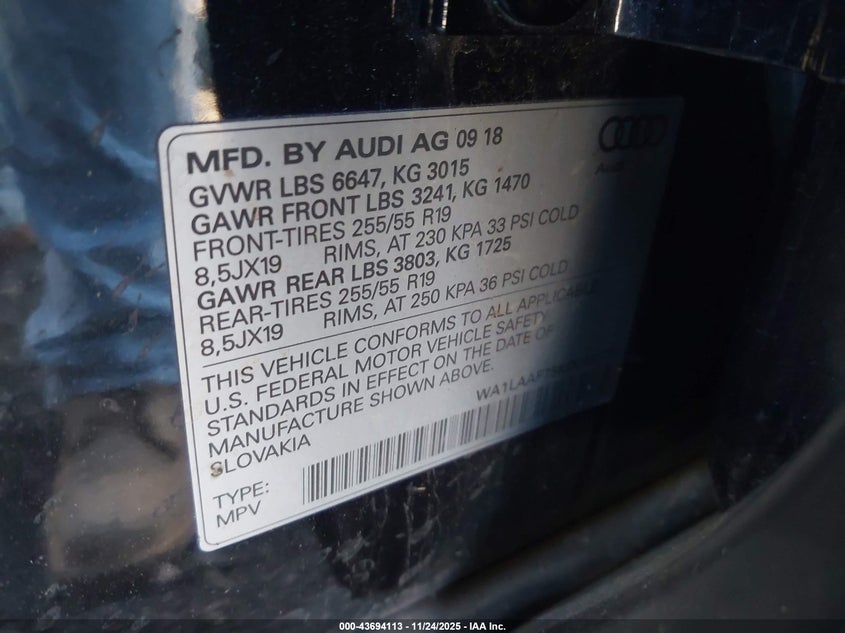 MFD. BY AUDI AG 09 18
GVWR LBS 6647, KG 3015
GAWR FRONT LBS 3241, KG 1470
FRONT-TIRES 255/55 R19
8,5JX19 RIMS, AT 230 KPA 33 PSI COLD
GAWR REAR LBS 3803, KG 1725
REAR-TIRES 255/55 R19
8,5JX19 RIMS, AT 250 KPA 36 PSI COLD
THIS VEHICLE CONFORMS TO ALL APPLICABLE
U.S. FEDERAL MOTOR VEHICLE SAFETY
STANDARDS IN EFFECT ON THE DATE OF
MANUFACTURE SHOWN ABOVE.
SLOVAKIA
TYPE:
MPV
Audi
000-43694113 - 11/24/2025 - IAA Inc.